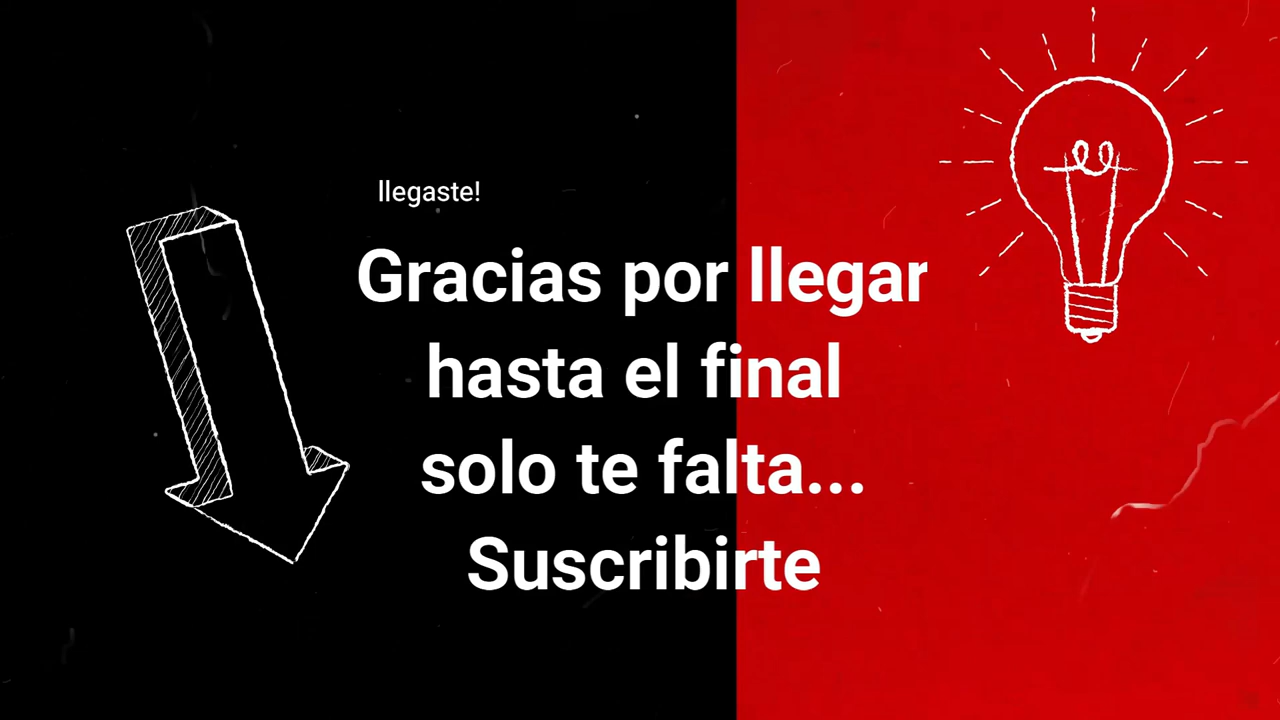 llegaste!
Gracias por llegar
hasta el final
solo te falta...
Suscribirte